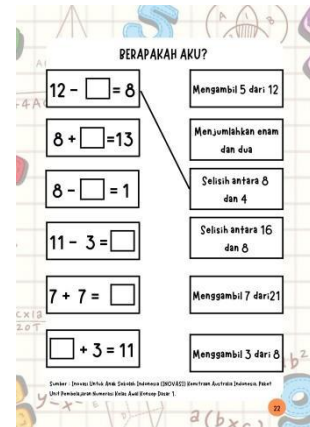 BERAPAKAH AKU?
12 - □ = 8
Mengambil 5 dari 12
8 + □ =13
Menjumlahkan enam
dan dua
8 - □ = 1
Selisih antara 8
dan 4
11 - 3 = □
Selisih antara 16
dan 8
7 + 7 = □
Menggambil 7 dari21
□ + 3 = 11
Menggambil 3 dari 8
Sumber : Inovasi Untuk Anak Sekolah Indonesia (INOVASI) Kemitraan Australia Indonesia. Paket
Unit Pembelajaran Numerasi Kelas Awal Konsep Dasar 1.
22